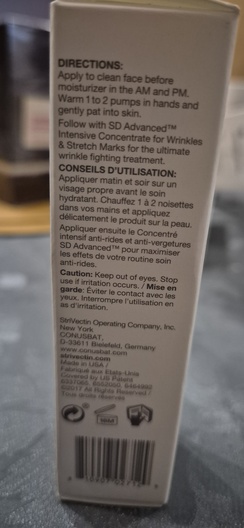 DIRECTIONS:
Apply to clean face before
moisturizer in the AM and PM.
Warm 1 to 2 pumps in hands and
gently pat into skin.
Follow with SD Advanced™
Intensive Concentrate for Wrinkles
& Stretch Marks for the ultimate
wrinkle fighting treatment.
CONSEILS D'UTILISATION:
Appliquer matin et soir sur un
visage propre avant le soin
hydratant. Chauffez 1 à 2 noisettes
dans vos mains et appliquez
délicatement le produit sur la peau.
Appliquer ensuite le Concentré
intensif anti-rides et anti-vergetures
SD Advanced™ pour maximiser
les effets de votre routine soin
anti-rides.
Caution: Keep out of eyes. Stop
use if irritation occurs. / Mise en
garde: Éviter le contact avec les
yeux. Interrompre l'utilisation en
cas d'irritation.
StriVectin Operating Company, Inc.
New York
CONUSBAT,
D-33611 Bielefeld, Germany
www.conusbat.com
strivectin.com
Made in USA /
Fabriqué aux États-Unis
Covered by US Patent
©2017 All Rights Reserved /
Tous droits réservés